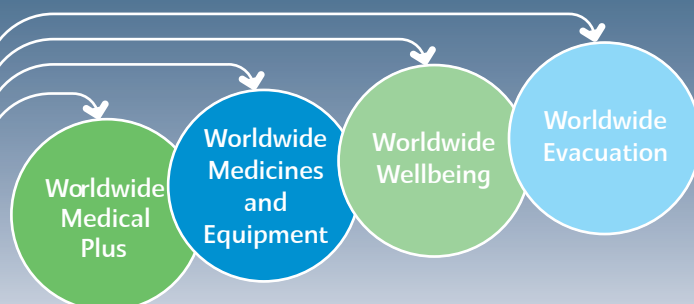 Worldwide
Medical
Plus
Worldwide
Medicines
and
Equipment
Worldwide
Wellbeing
Worldwide
Evacuation